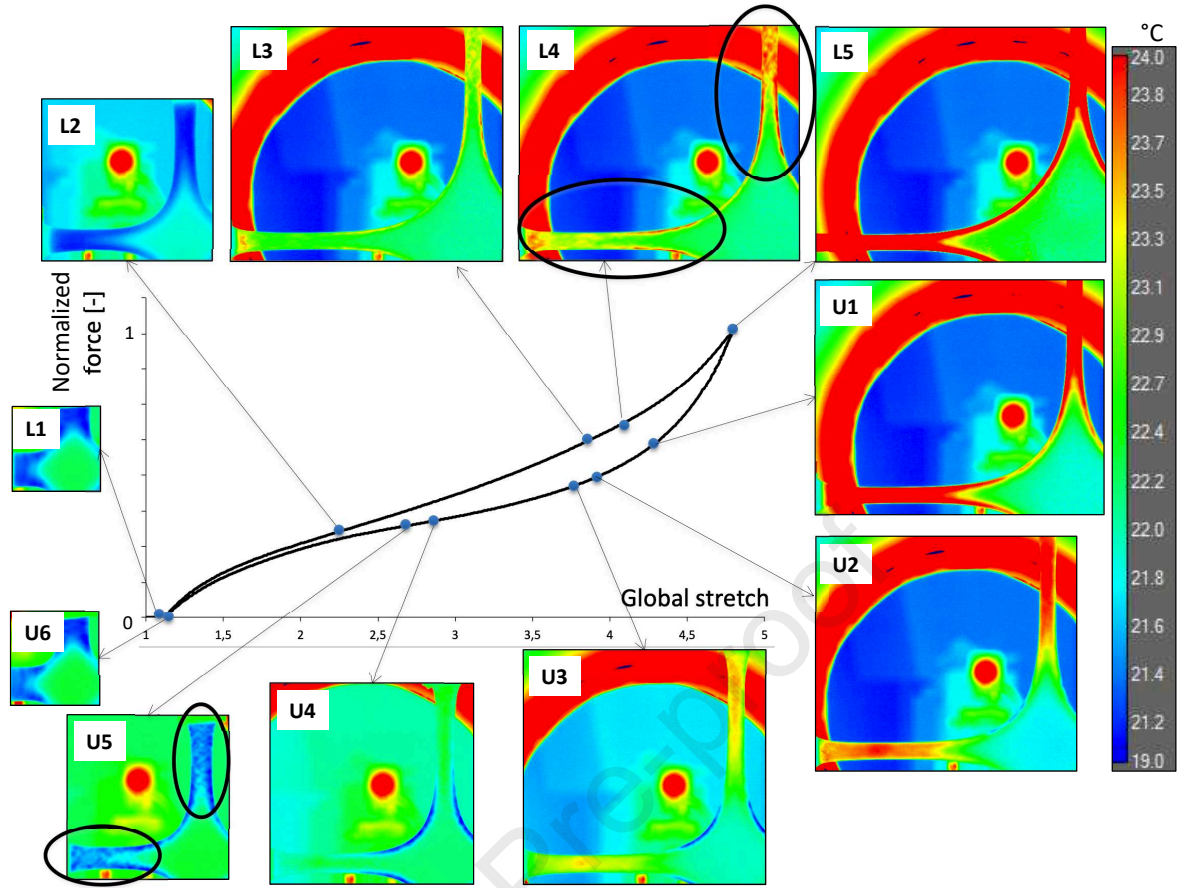 °C
L3
L4
L5
24.0
23.8
L2
23.7
23.5
23.3
22.9
22.7
22.4
22.2
22.0
21.8
21.6
21.4
21.2
19.0
Normalized
force [-]
U1
1
L1
U2
Global stretch
0
1
1,5
2
2,5
3
3,5
4
4,5
5
U6
U3
U4
U5
Pre-proof